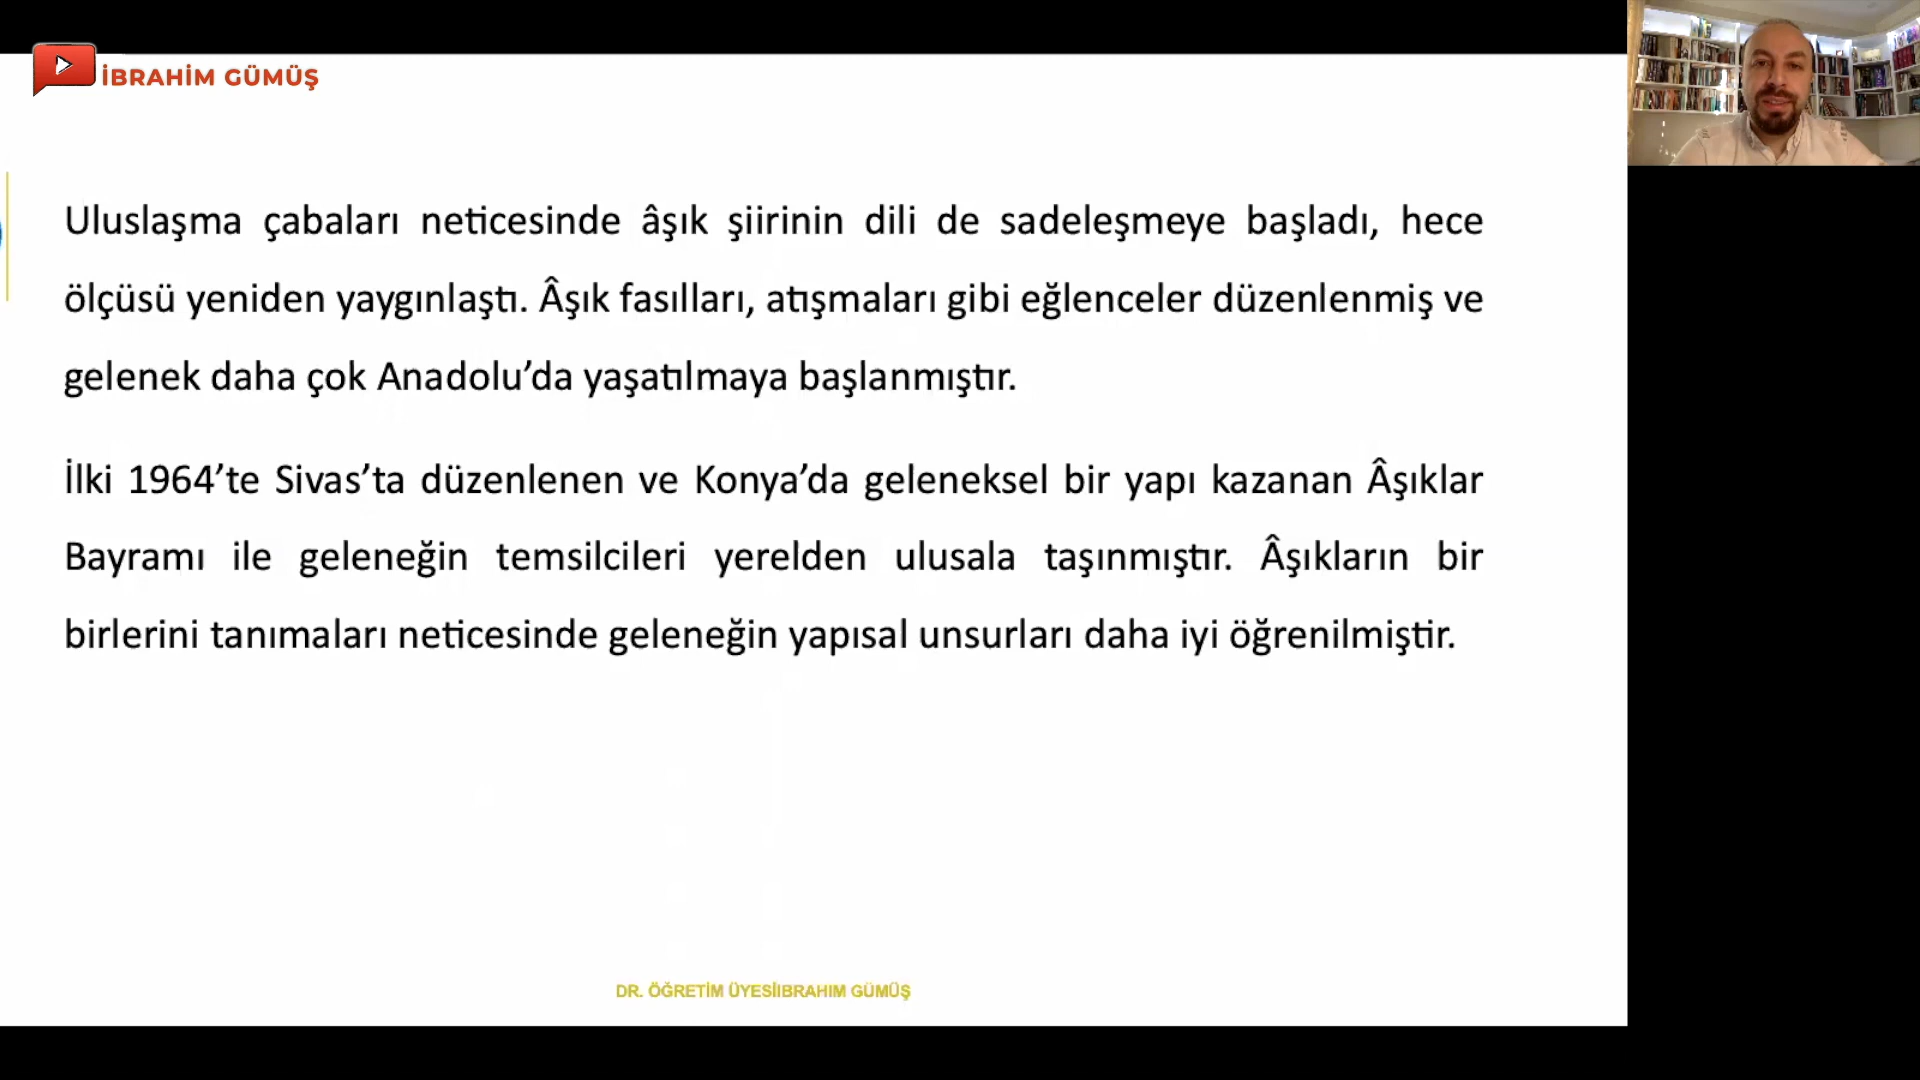 İBRAHİM GÜMÜŞ
Uluslaşma çabaları neticesinde âşık şiirinin dili de sadeleşmeye başladı, hece
ölçüsü yeniden yaygınlaştı. Âşık fasılları, atışmaları gibi eğlenceler düzenlenmiş ve
gelenek daha çok Anadolu’da yaşatılmaya başlanmıştır.
İlki 1964’te Sivas’ta düzenlenen ve Konya’da geleneksel bir yapı kazanan Âşıklar
Bayramı ile geleneğin temsilcileri yerelden ulusala taşınmıştır. Âşıkların bir
birlerini tanımaları neticesinde geleneğin yapısal unsurları daha iyi öğrenilmiştir.
DR. ÖĞRETİM ÜYESİIBRAHIM GÜMÜŞ